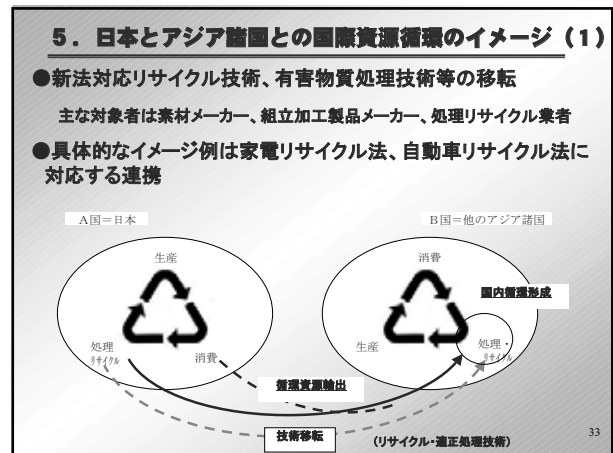 ５．日本とアジア諸国との国際資源循環のイメージ（１）
●新法対応リサイクル技術、有害物質処理技術等の移転
主な対象者は素材メーカー、組立加工製品メーカー、処理リサイクル業者
●具体的なイメージ例は家電リサイクル法、自動車リサイクル法に
対応する連携
A国＝日本
B国＝他のアジア諸国
生産
消費
国内循環形成
処理
リサイクル
消費
生産
処理・
リサイクル
循環資源輸出
技術移転
（リサイクル・適正処理技術）
33